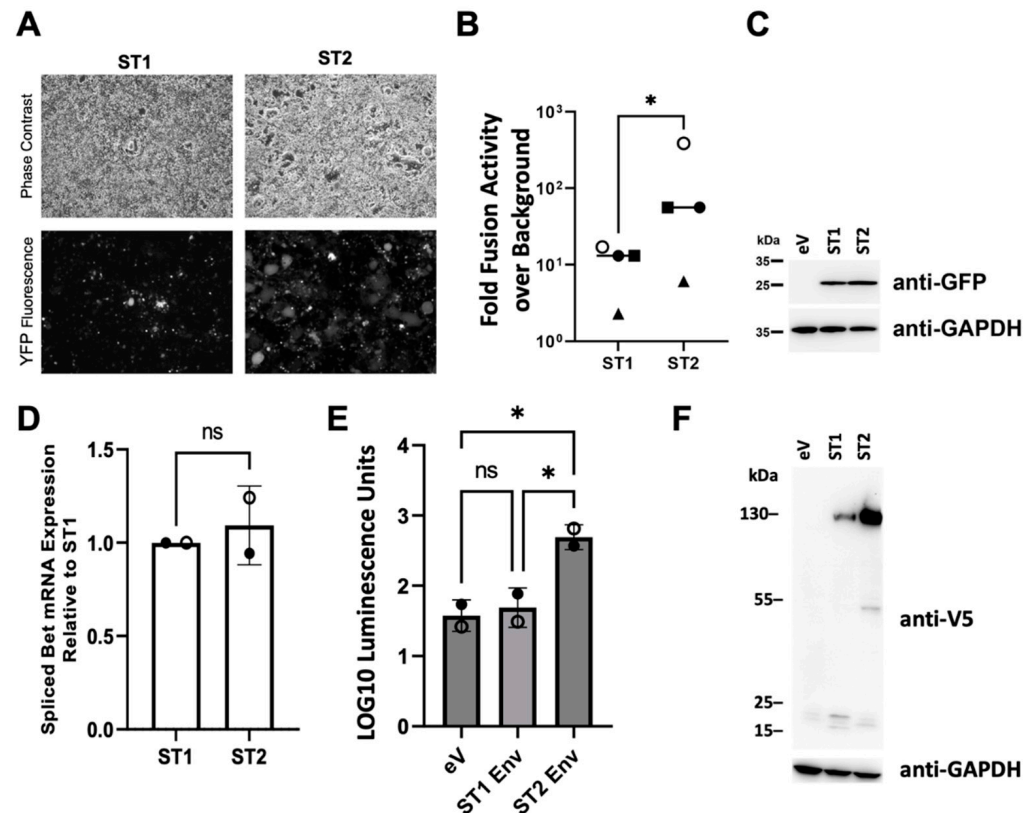 A
ST1
ST2
Phase Contrast
YFP Fluorescence
B
Fold Fusion Activity
over Background
10³
10²
10¹
10⁰
*
ST1
ST2
C
kDa
eV
ST1
ST2
35
25
anti-GFP
35
anti-GAPDH
D
Spliced Bet mRNA Expression
Relative to ST1
1.5
1.0
0.5
0.0
ns
ST1
ST2
E
LOG10 Luminescence Units
4
3
2
1
0
*
ns
*
eV
ST1 Env
ST2 Env
F
eV
ST1
ST2
kDa
130
55
anti-V5
25
15
anti-GAPDH